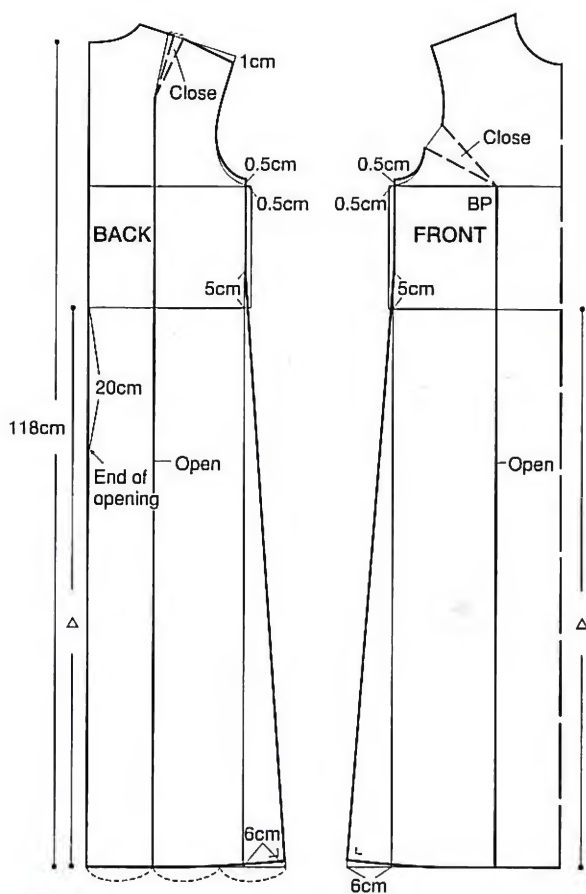 1cm
Close
0.5cm
0.5cm
BACK
5cm
20cm
118cm
End of
opening
Open
△
6cm
Close
0.5cm
0.5cm
BP
FRONT
5cm
Open
△
6cm